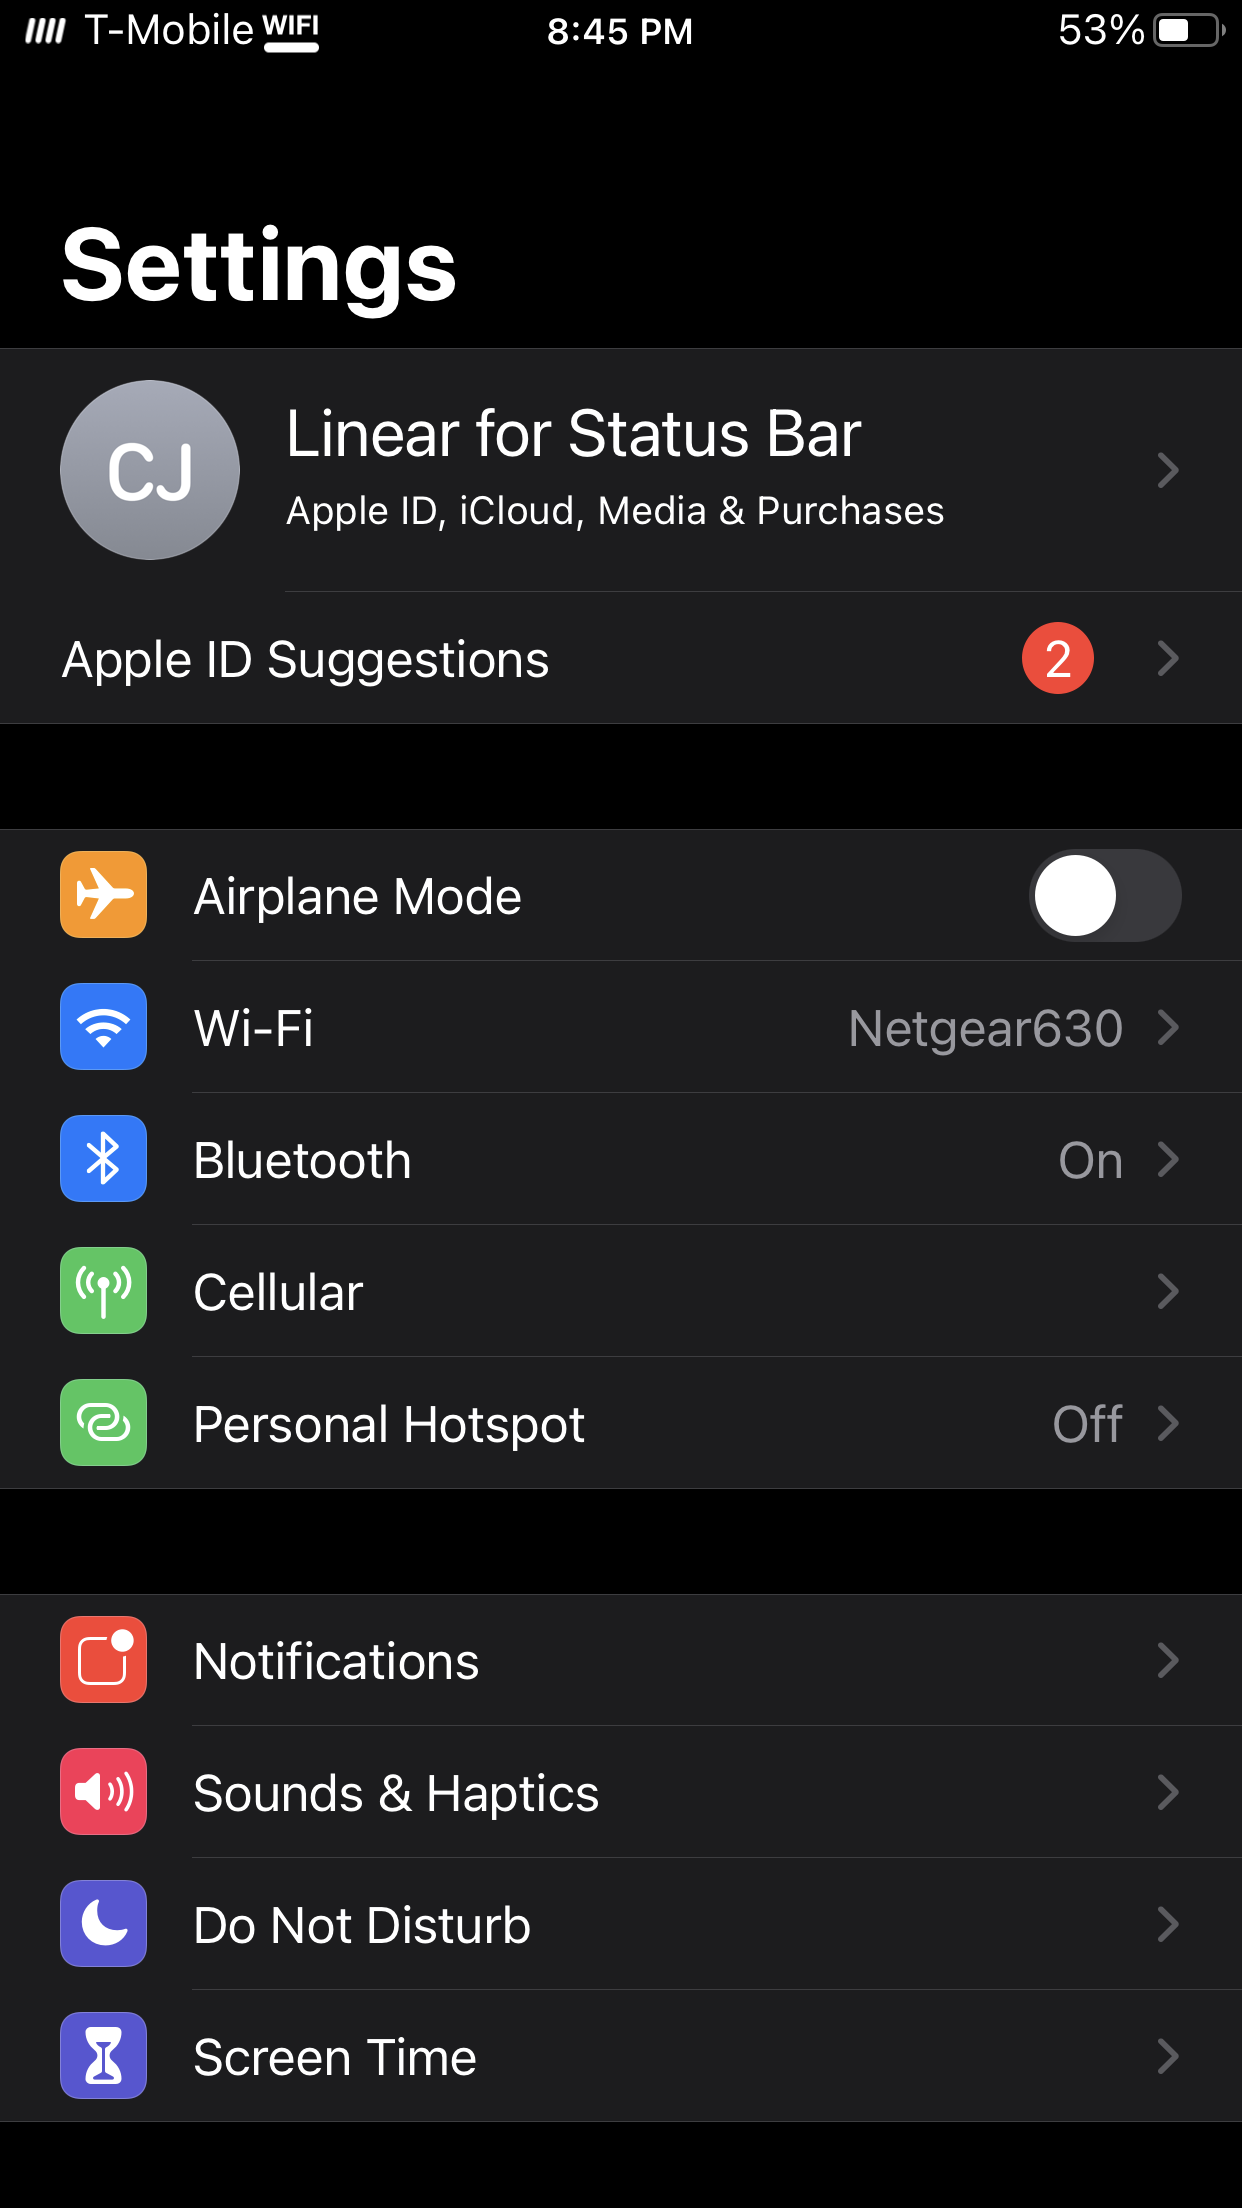 T-Mobile WIFI 8:45 PM 53%
Settings
CJ
Linear for Status Bar
Apple ID, iCloud, Media & Purchases
Apple ID Suggestions 2
Airplane Mode
Wi-Fi Netgear630
Bluetooth On
Cellular
Personal Hotspot Off
Notifications
Sounds & Haptics
Do Not Disturb
Screen Time